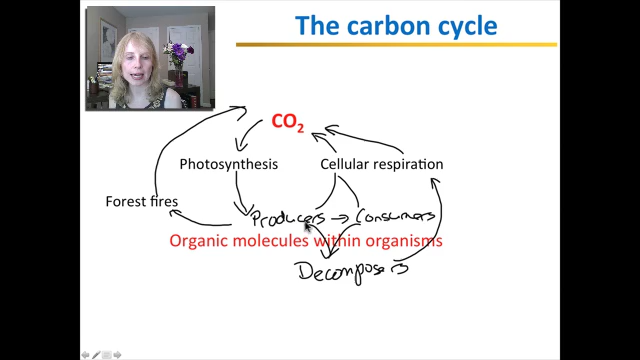 The carbon cycle
CO₂
Photosynthesis
Cellular respiration
Forest fires
Producers → Consumers
Organic molecules within organisms
Decomposers